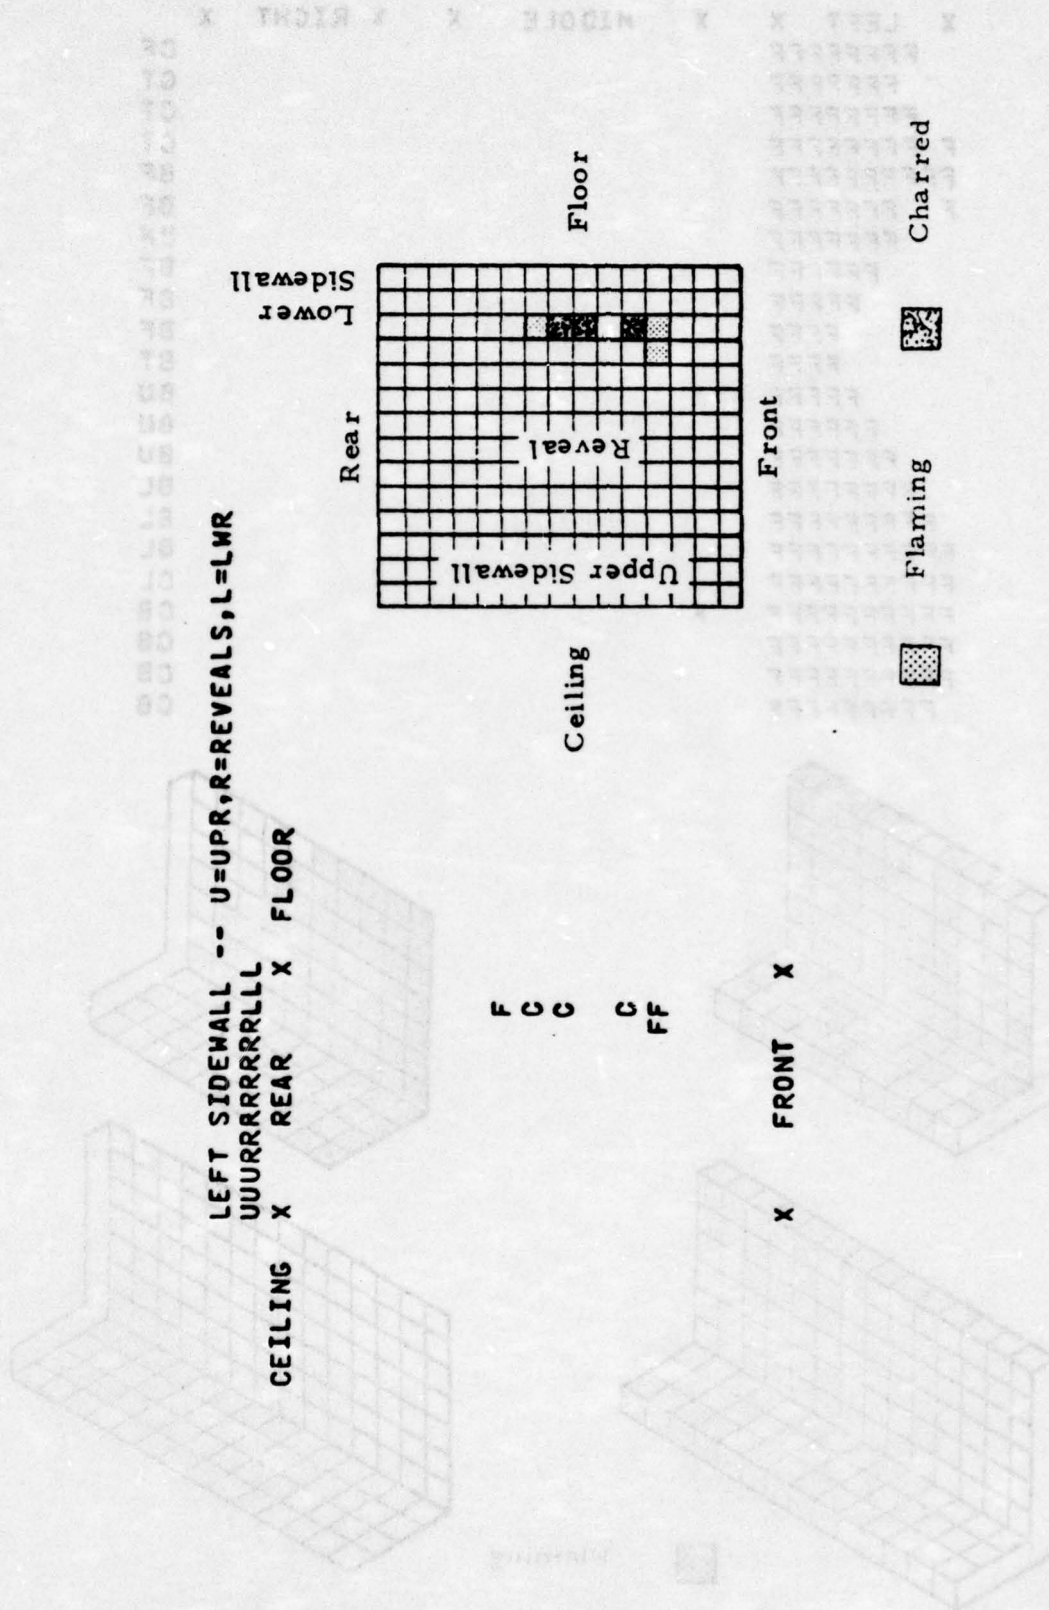 LEFT SIDEWALL -- U=UPR,R=REVEALS,L=LWR
UUURRRRRRRRLLL
CEILING X REAR X FLOOR
F
C
C
C
FF
X FRONT X
Rear
Lower
Sidewall
Ceiling
Upper Sidewall
Reveal
Floor
Front
Flaming
Charred